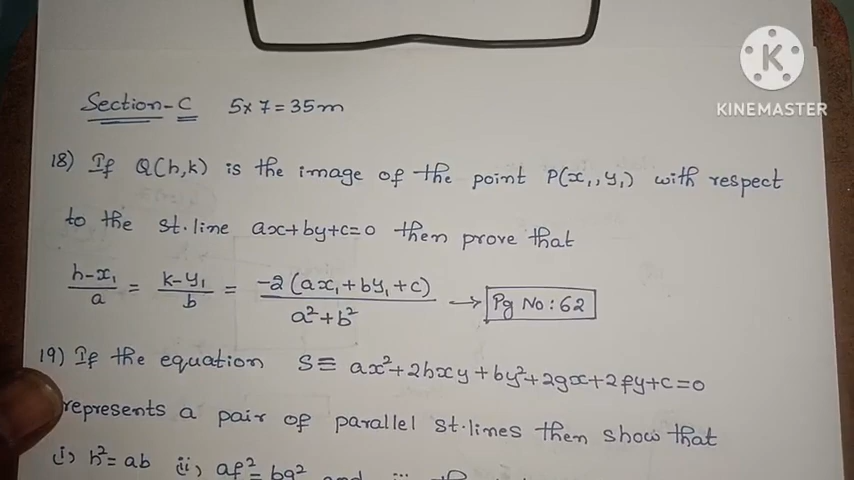 KINEMASTER
Section-C 5x7=35m
18) If Q(h,k) is the image of the point P(x₁,y₁) with respect
to the st.line ax+by+c=0 then prove that
h-x₁/a = k-y₁/b = -2(ax₁+by₁+c)/a²+b² → Pg No:62
19) If the equation S≡ ax²+2hxy+by²+2gx+2fy+c=0
represents a pair of parallel st.lines then show that
(i) h²=ab (ii) af²=bg² and iii